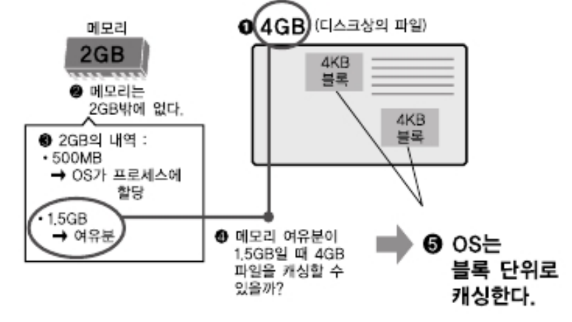 메모리
2GB
❷ 메모리는
2GB밖에 없다.
❸ 2GB의 내역 :
• 500MB
→ OS가 프로세스에
할당
• 1.5GB
→ 여유분
❶ 4GB (디스크상의 파일)
4KB
블록
4KB
블록
❹ 메모리 여유분이
1.5GB일 때 4GB
파일을 캐싱할 수
있을까?
❺ OS는
블록 단위로
캐싱한다.